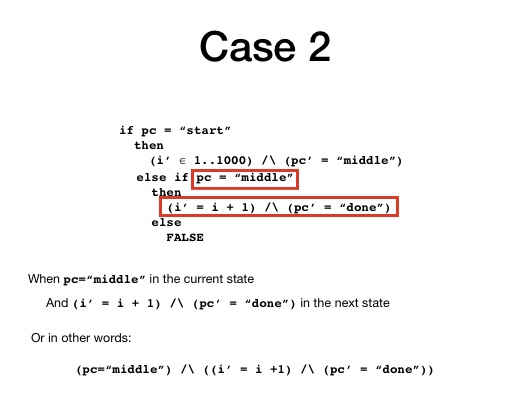 Case 2
if pc = “start”
then
(i’ ∈ 1..1000) /\ (pc’ = “middle”)
else if pc = “middle”
then
(i’ = i + 1) /\ (pc’ = “done”)
else
FALSE
When pc=“middle” in the current state
And (i’ = i + 1) /\ (pc’ = “done”) in the next state
Or in other words:
(pc=“middle”) /\ ((i’ = i +1) /\ (pc’ = “done”))